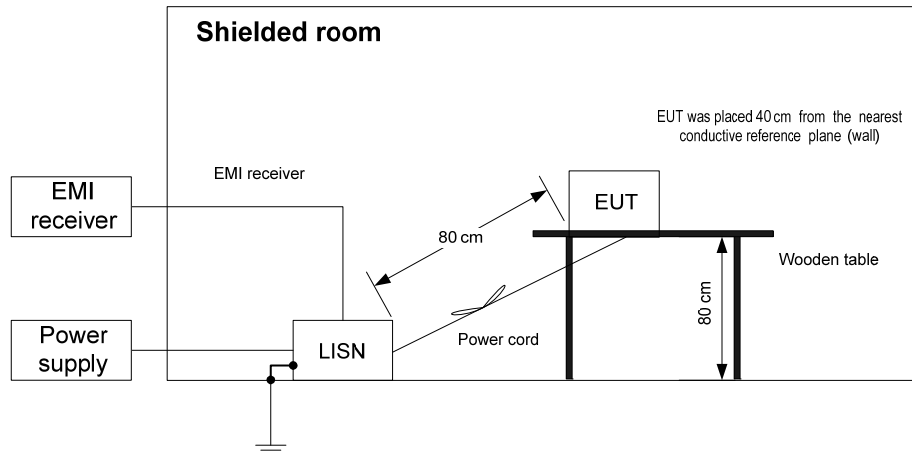 Shielded room
EUT was placed 40 cm from the nearest
conductive reference plane (wall)
EMI receiver
EMI
receiver
EUT
80 cm
Wooden table
80 cm
Power cord
Power
supply
LISN